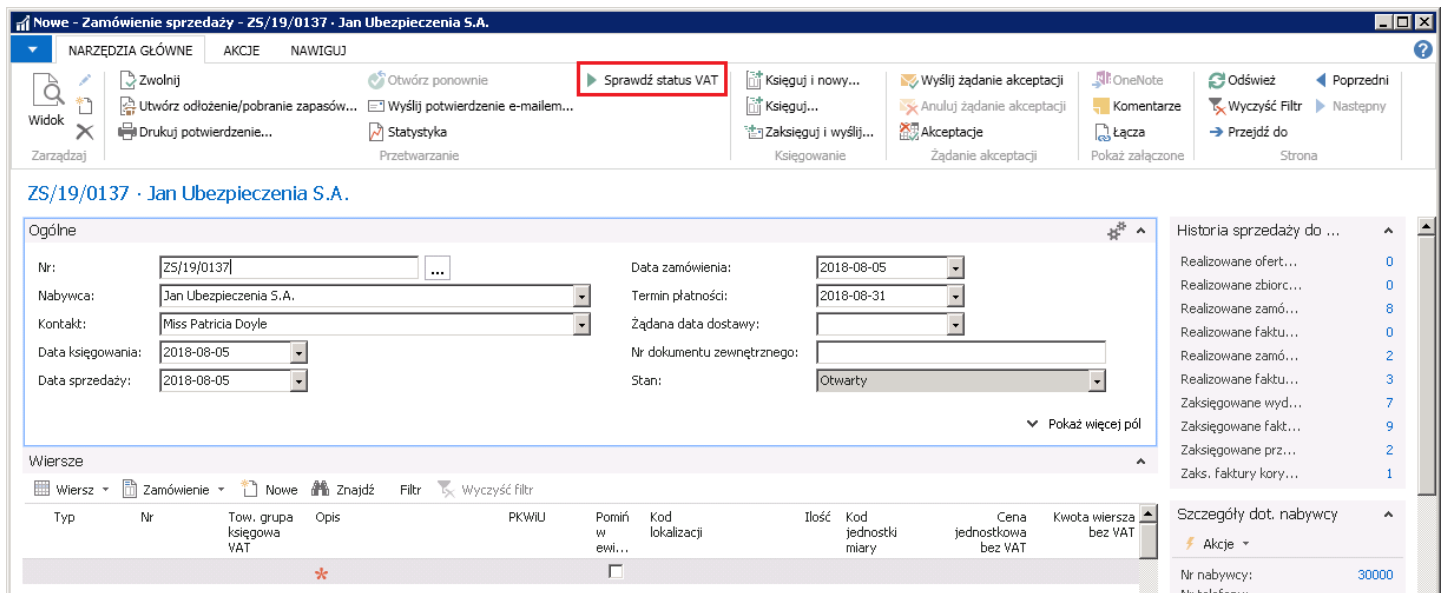 Nowe - Zamówienie sprzedaży - ZS/19/0137 · Jan Ubezpieczenia S.A.
NARZĘDZIA GŁÓWNE AKCJE NAWIGUJ
Widok
Zarządzaj
Zwolnij
Utwórz odłożenie/pobranie zapasów...
Drukuj potwierdzenie...
Otwórz ponownie
Wyślij potwierdzenie e-mailem...
Statystyka
Sprawdź status VAT
Przetwarzanie
Księguj i nowy...
Księguj...
Zaksięguj i wyślij...
Księgowanie
Wyślij żądanie akceptacji
Anuluj żądanie akceptacji
Akceptacje
Żądanie akceptacji
OneNote
Komentarze
Łącza
Pokaż załączone
Odśwież
Wyczyść Filtr
Przejdź do
Poprzedni
Następny
Strona
ZS/19/0137 · Jan Ubezpieczenia S.A.
Ogólne
Nr: ZS/19/0137 ...
Nabywca: Jan Ubezpieczenia S.A.
Kontakt: Miss Patricia Doyle
Data księgowania: 2018-08-05
Data sprzedaży: 2018-08-05
Data zamówienia: 2018-08-05
Termin płatności: 2018-08-31
Żądana data dostawy:
Nr dokumentu zewnętrznego:
Stan: Otwarty
Pokaż więcej pól
Wiersze
Wiersz Zamówienie Nowe Znajdź Filtr Wyczyść filtr
Typ
Nr
Tow. grupa
księgowa
VAT
Opis
PKWiU
Pomiń
w
ewi...
Kod
lokalizacji
Ilość
Kod
jednostki
miary
Cena
jednostkowa
bez VAT
Kwota wiersza
bez VAT
Historia sprzedaży do ...
Realizowane ofert... 0
Realizowane zbiorc... 0
Realizowane zamó... 8
Realizowane faktu... 0
Realizowane zamó... 2
Realizowane faktu... 3
Zaksięgowane wyd... 7
Zaksięgowane fakt... 9
Zaksięgowane prz... 2
Zaks. faktury kory... 1
Szczegóły dot. nabywcy
Akcje
Nr nabywcy: 30000